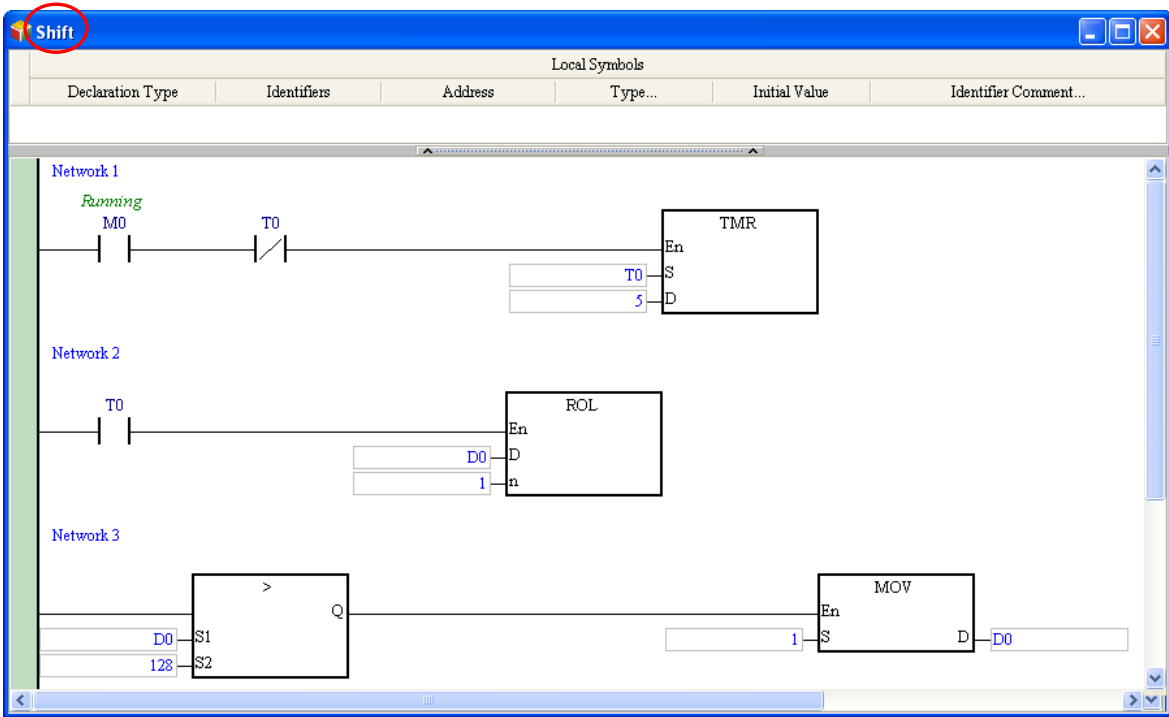 Shift
Local Symbols
Declaration Type Identifiers Address Type... Initial Value Identifier Comment...
Network 1
Running
M0 T0 TMR
En
T0 S
5 D
Network 2
T0 ROL
En
D0 D
1 n
Network 3
> MOV
Q En
D0 S1 1 S D D0
128 S2